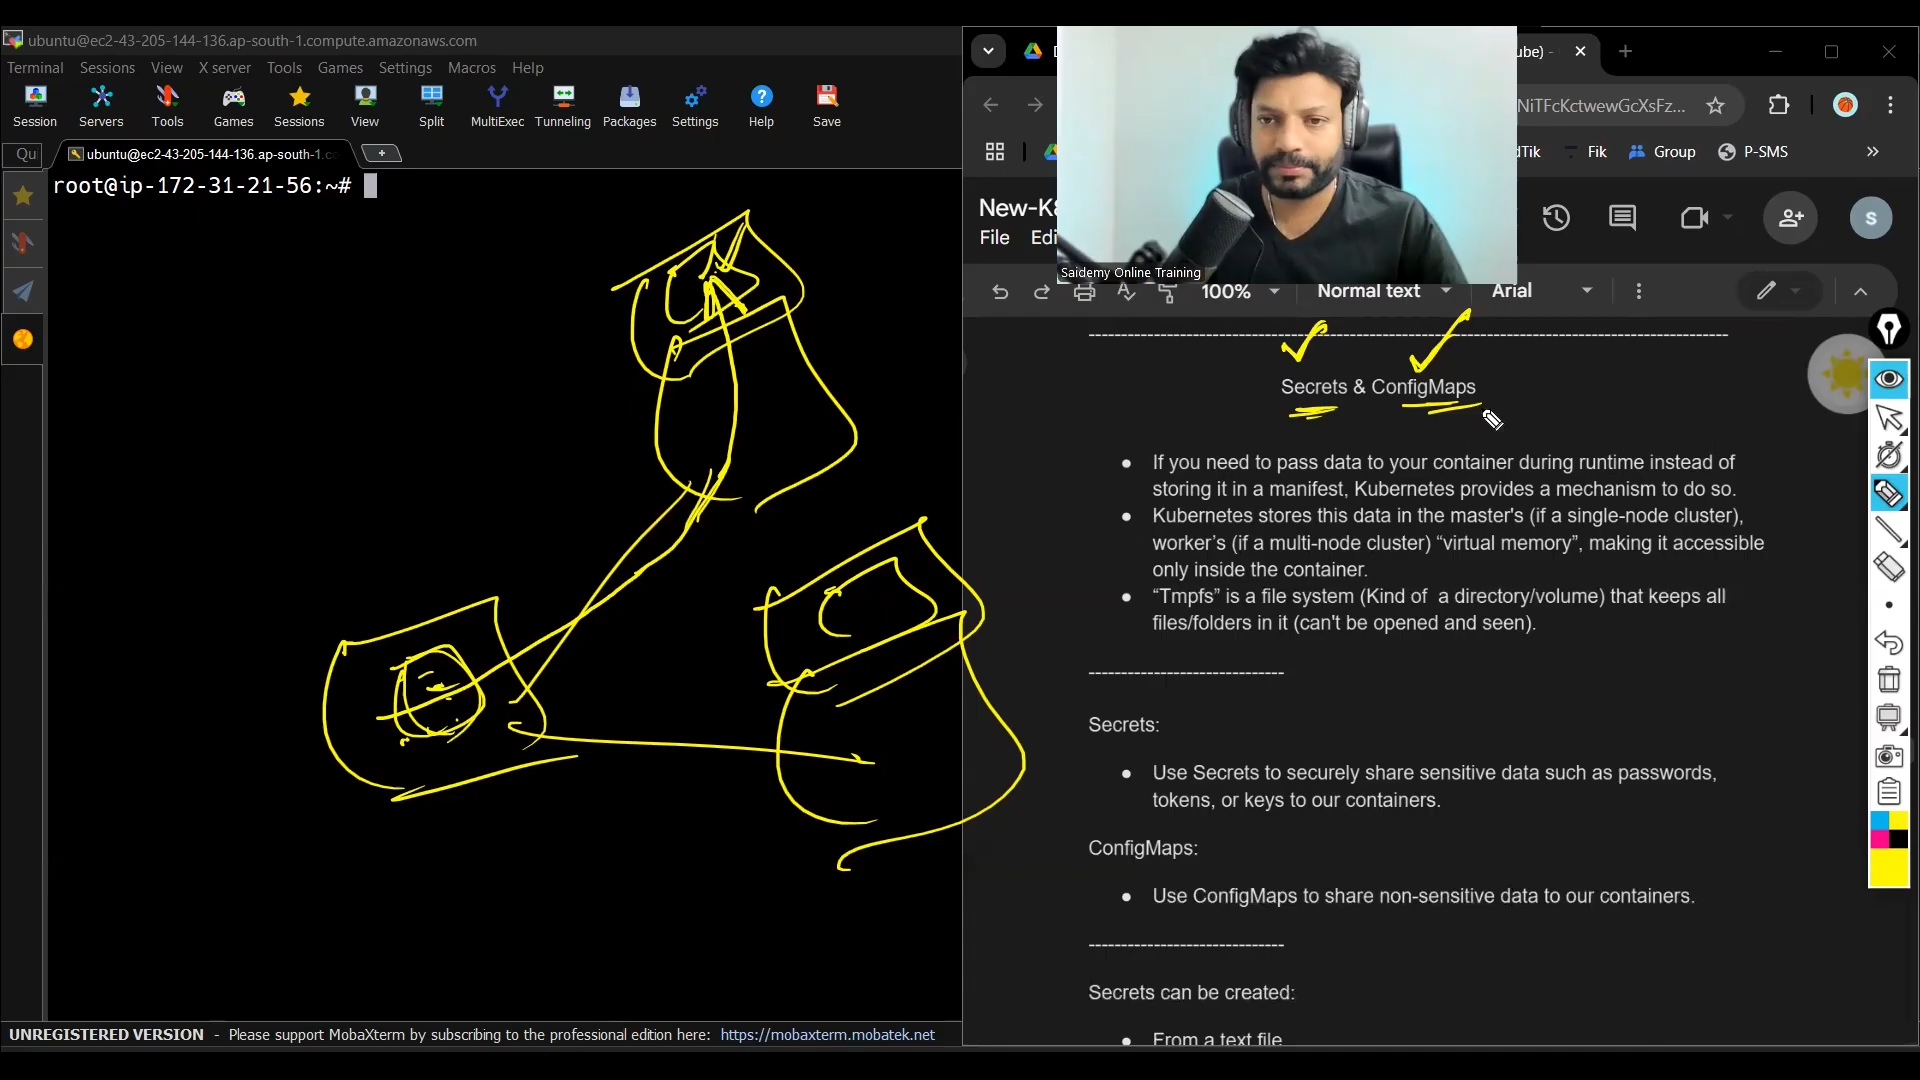 ubuntu@ec2-43-205-144-136.ap-south-1.compute.amazonaws.com
Terminal Sessions View X server Tools Games Settings Macros Help
Session Servers Tools Games Sessions View Split MultiExec Tunneling Packages Settings Help Save
Qu
ubuntu@ec2-43-205-144-136.ap-south-1.co
root@ip-172-31-21-56:~#
UNREGISTERED VERSION - Please support MobaXterm by subscribing to the professional edition here: https://mobaxterm.mobatek.net
ube) -
NiTFcKctwewGcXsFz...
dTik Fik Group P-SMS
New-K8
S
File Edi
Saidemy Online Training
100% Normal text Arial
--------------------------------------------------------------------------------------------------
Secrets & ConfigMaps
● If you need to pass data to your container during runtime instead of
storing it in a manifest, Kubernetes provides a mechanism to do so.
● Kubernetes stores this data in the master's (if a single-node cluster),
worker’s (if a multi-node cluster) “virtual memory”, making it accessible
only inside the container.
● “Tmpfs” is a file system (Kind of a directory/volume) that keeps all
files/folders in it (can't be opened and seen).
------------------------------
Secrets:
● Use Secrets to securely share sensitive data such as passwords,
tokens, or keys to our containers.
ConfigMaps:
● Use ConfigMaps to share non-sensitive data to our containers.
------------------------------
Secrets can be created:
● From a text file